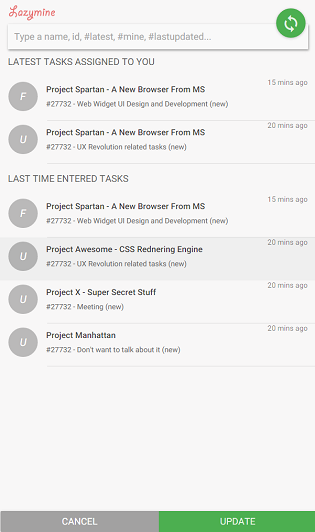 Lazymine
Type a name, id, #latest, #mine, #lastupdated...
LATEST TASKS ASSIGNED TO YOU
15 mins ago
F
Project Spartan - A New Browser From MS
#27732 - Web Widget UI Design and Development (new)
20 mins ago
U
Project Spartan - A New Browser From MS
#27732 - UX Revolution related tasks (new)
LAST TIME ENTERED TASKS
15 mins ago
F
Project Spartan - A New Browser From MS
#27732 - Web Widget UI Design and Development (new)
20 mins ago
U
Project Awesome - CSS Rednering Engine
#27732 - UX Revolution related tasks (new)
20 mins ago
U
Project X - Super Secret Stuff
#27732 - Meeting (new)
20 mins ago
U
Project Manhattan
#27732 - Don't want to talk about it (new)
CANCEL
UPDATE